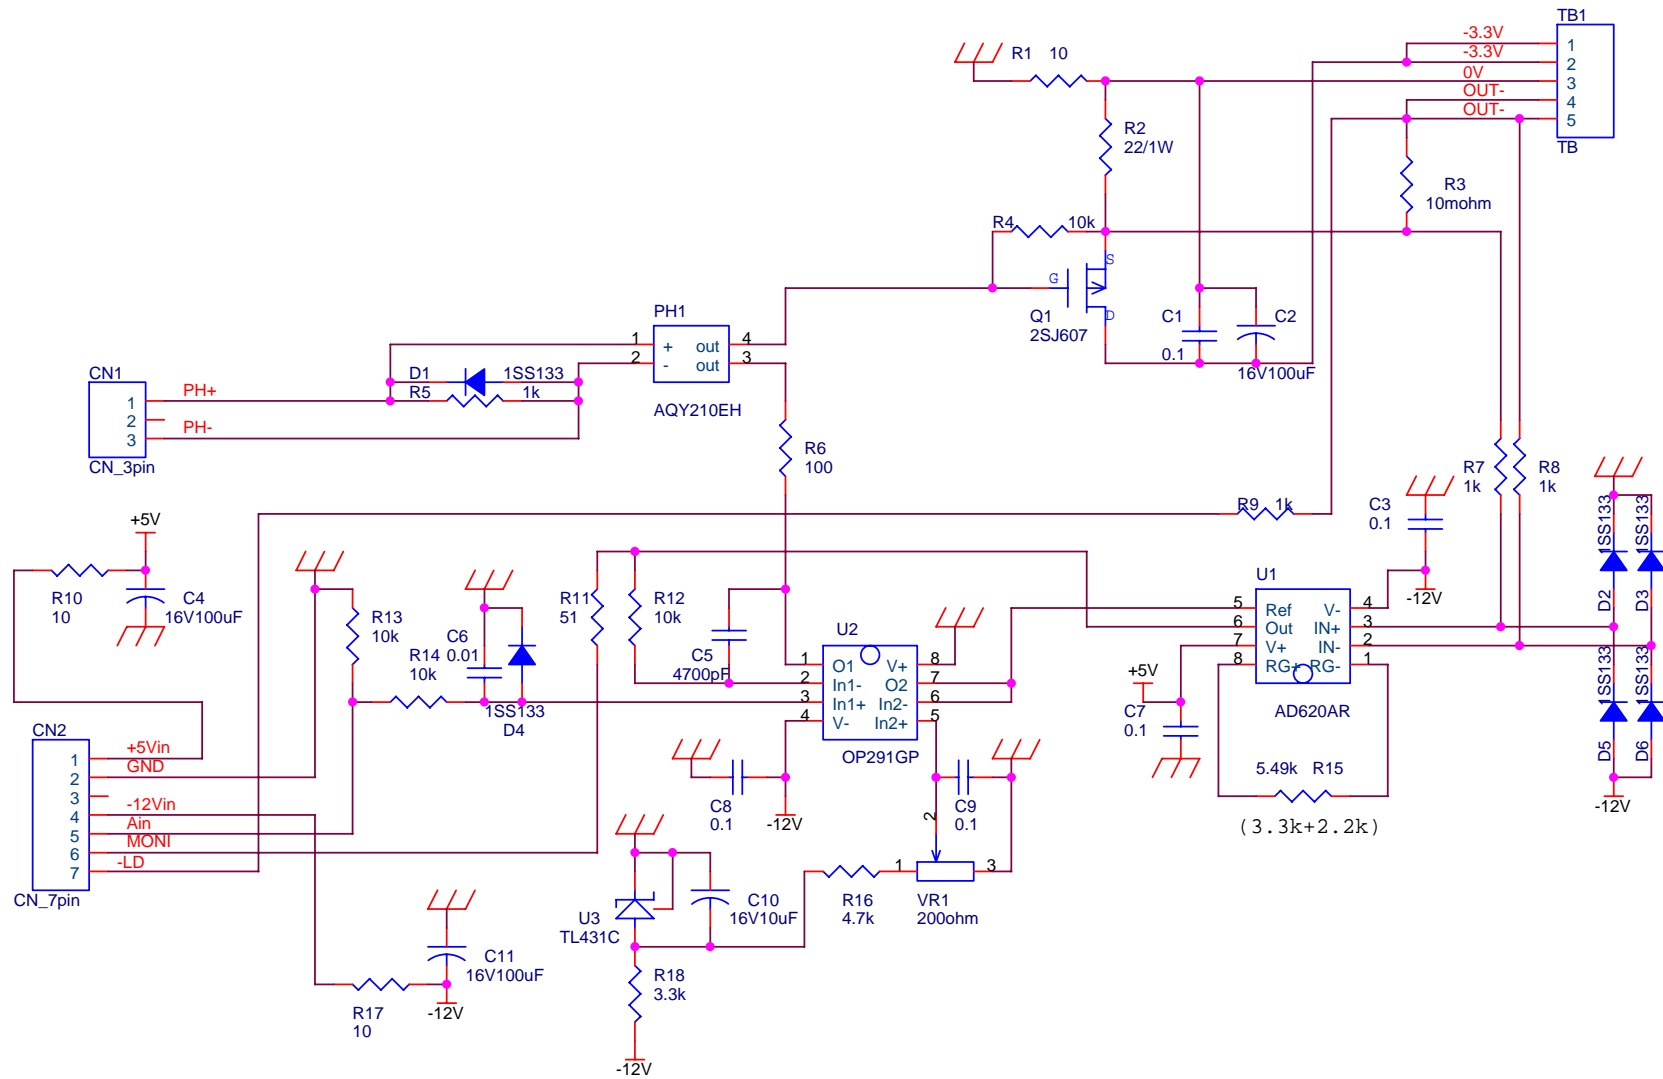 TB1
-3.3V
1
-3.3V
2
0V
3
OUT-
4
OUT-
5
TB
R1 10
R2
22/1W
R3
10mohm
R4 10k
S
G
D
Q1
2SJ607
C1
0.1
C2
16V100uF
PH1
1 + out 4
2 - out 3
AQY210EH
CN1
1 PH+
2
3 PH-
CN_3pin
D1 1SS133
R5 1k
R6
100
R7
1k
R8
1k
R9 1k
C3
0.1
-12V
+5V
R10
10
C4
16V100uF
R13
10k
R14
10k
C6
0.01
1SS133
D4
R11
51
R12
10k
C5
4700pF
U2
1 O1 V+ 8
2 In1- O2 7
3 In1+ In2- 6
4 V- In2+ 5
OP291GP
U1
5 Ref V- 4
6 Out IN+ 3
7 V+ IN- 2
8 RG+ RG- 1
AD620AR
+5V
C7
0.1
5.49k R15
(3.3k+2.2k)
1SS133
1SS133
D2
D3
1SS133
1SS133
D5
D6
-12V
CN2
1 +5Vin
2 GND
3
4 -12Vin
5 Ain
6 MONI
7 -LD
CN_7pin
C8
0.1
-12V
C9
0.1
2
1
3
VR1
200ohm
R16
4.7k
C10
16V10uF
U3
TL431C
R18
3.3k
-12V
C11
16V100uF
R17
10
-12V